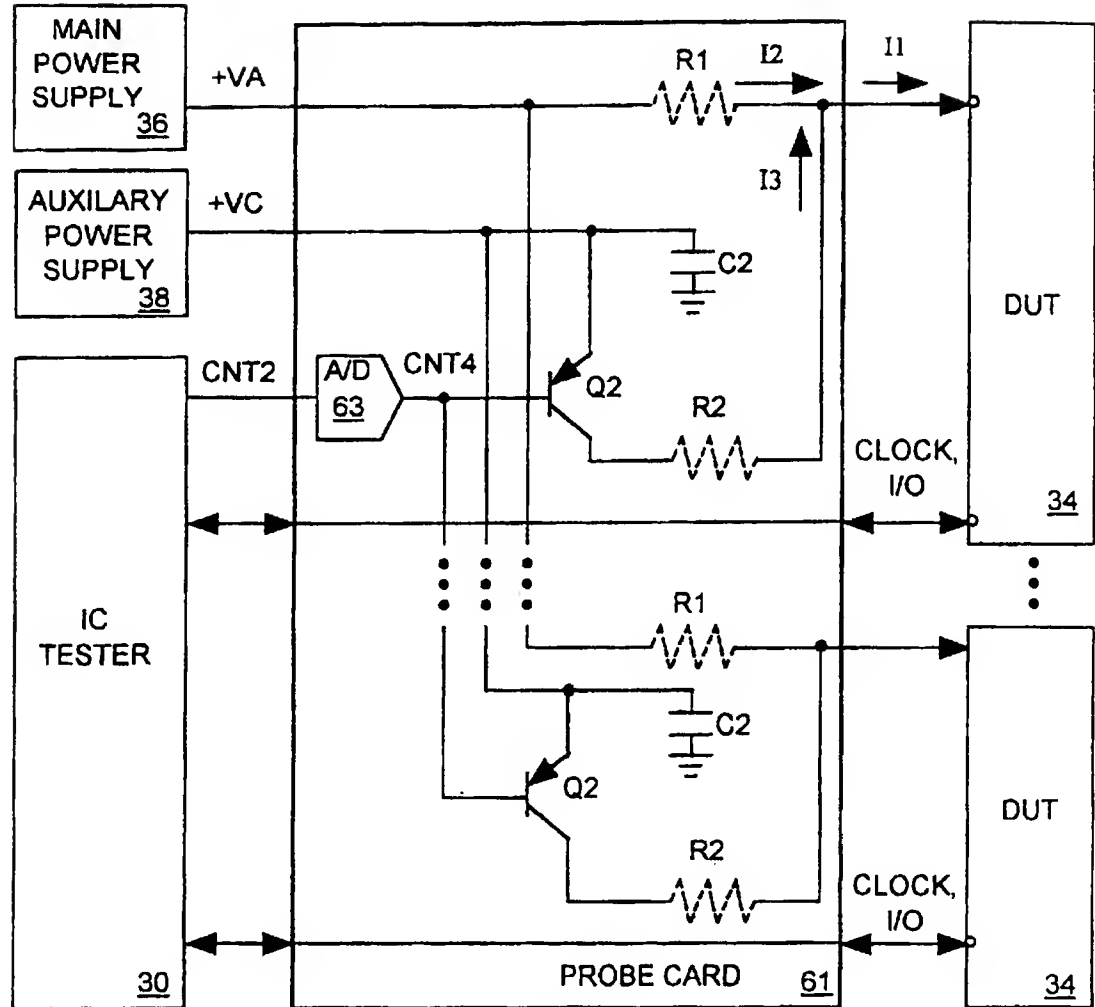 MAIN
POWER
SUPPLY
36
+VA
R1
I2
I1
I3
AUXILARY
POWER
SUPPLY
38
+VC
C2
DUT
34
CNT2
A/D
63
CNT4
Q2
R2
CLOCK,
I/O
IC
TESTER
30
R1
C2
Q2
R2
DUT
34
CLOCK,
I/O
PROBE CARD
61